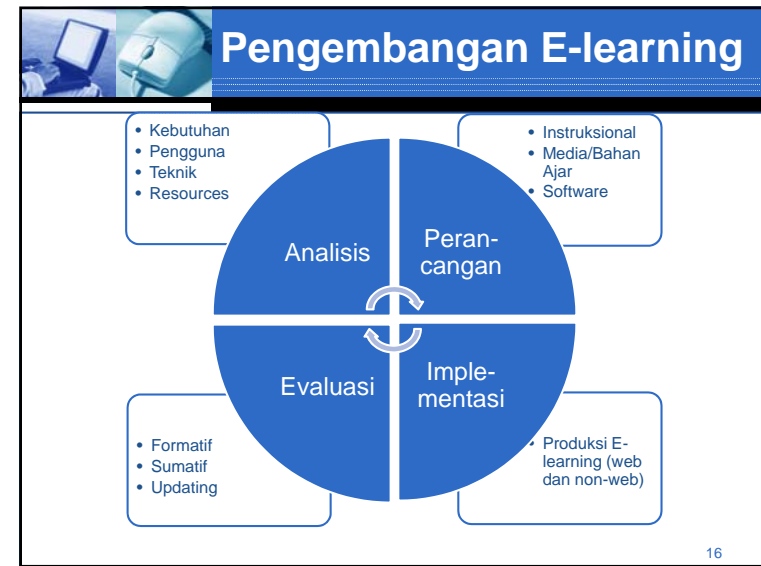 Pengembangan E-learning
• Kebutuhan
• Pengguna
• Teknik
• Resources
• Instruksional
• Media/Bahan
Ajar
• Software
Analisis
Peran-
cangan
Evaluasi
Imple-
mentasi
• Formatif
• Sumatif
• Updating
• Produksi E-
learning (web
dan non-web)
16